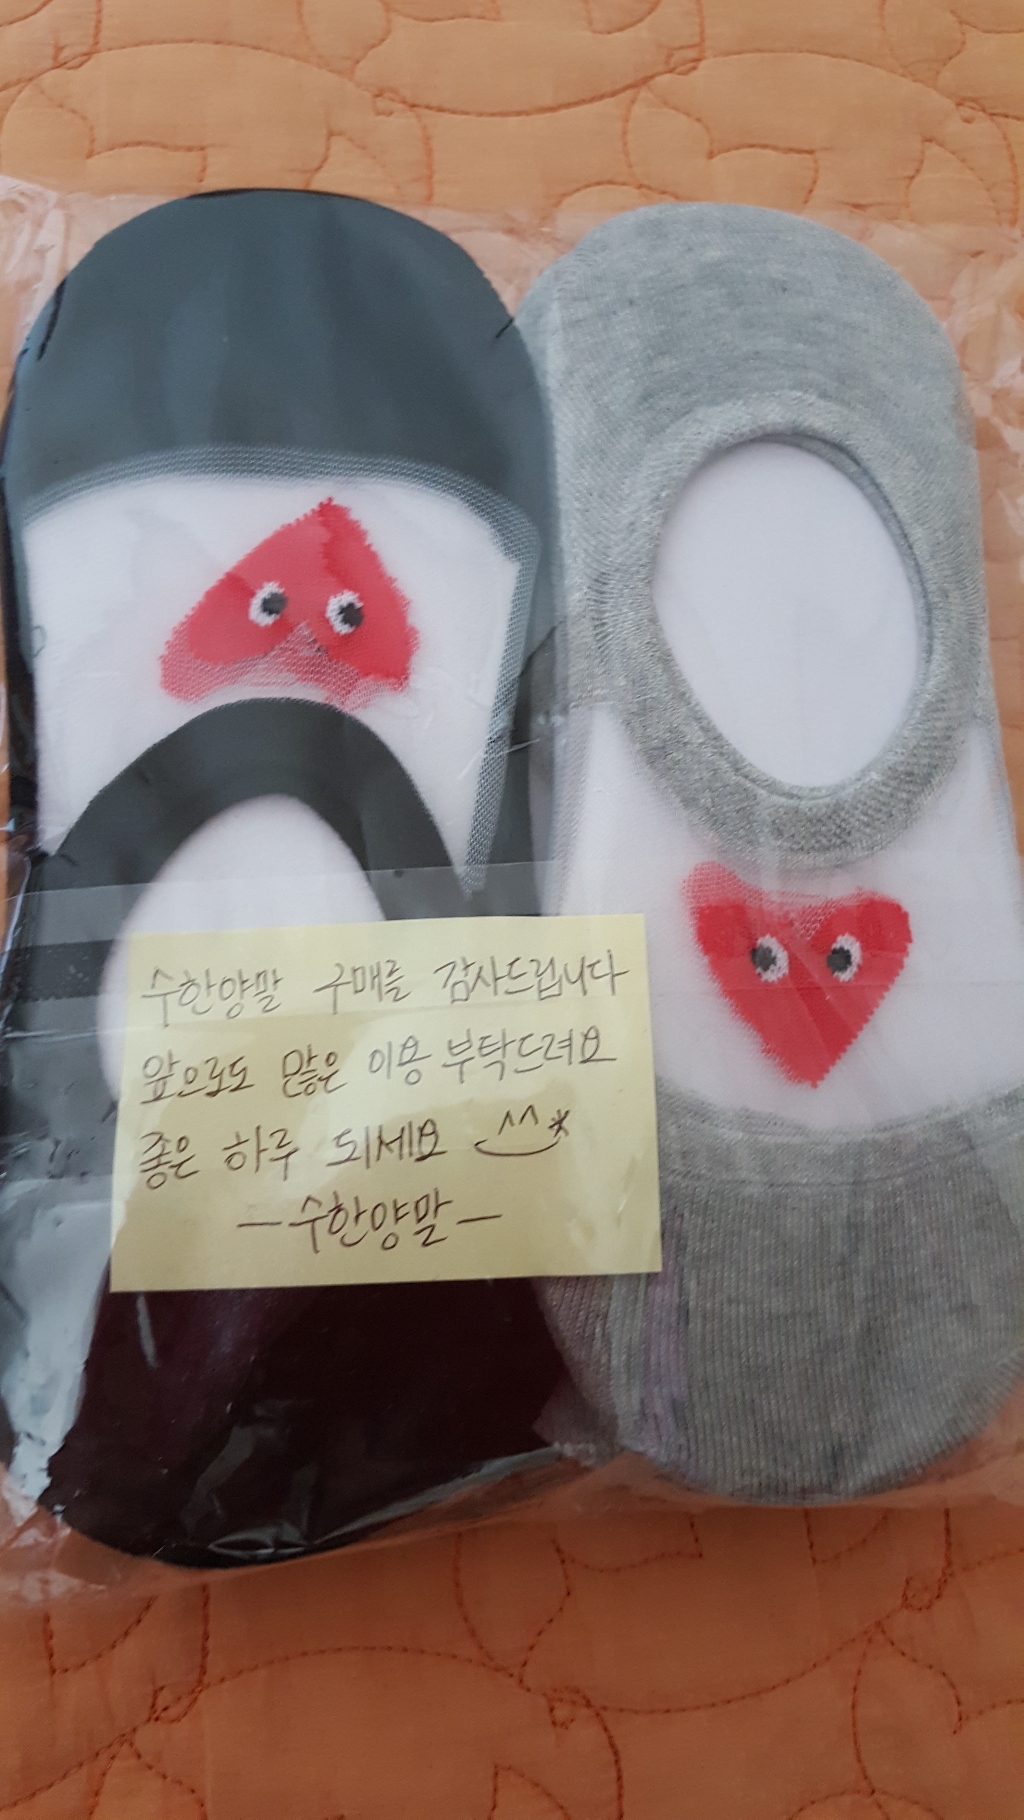 수한양말 구매를 감사드립니다
앞으로도 많은 이용 부탁드려요
좋은 하루 되세요 ^^*
-수한양말-